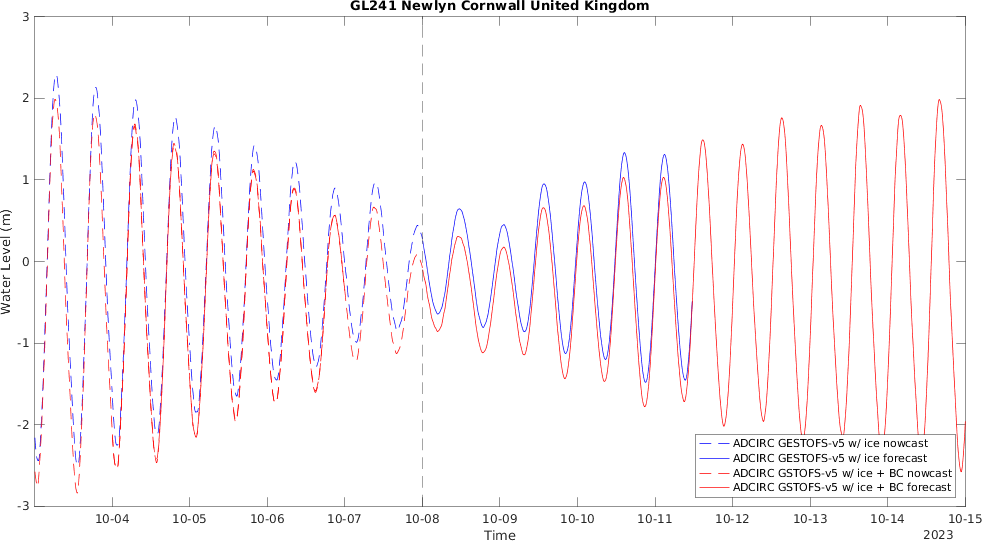 GL241 Newlyn Cornwall United Kingdom
3
2
1
0
-1
-2
-3
Water Level (m)
10-04
10-05
10-06
10-07
10-08
10-09
10-10
10-11
10-12
10-13
10-14
10-15
Time
2023
ADCIRC GESTOFS-v5 w/ ice nowcast
ADCIRC GESTOFS-v5 w/ ice forecast
ADCIRC GSTOFS-v5 w/ ice + BC nowcast
ADCIRC GSTOFS-v5 w/ ice + BC forecast